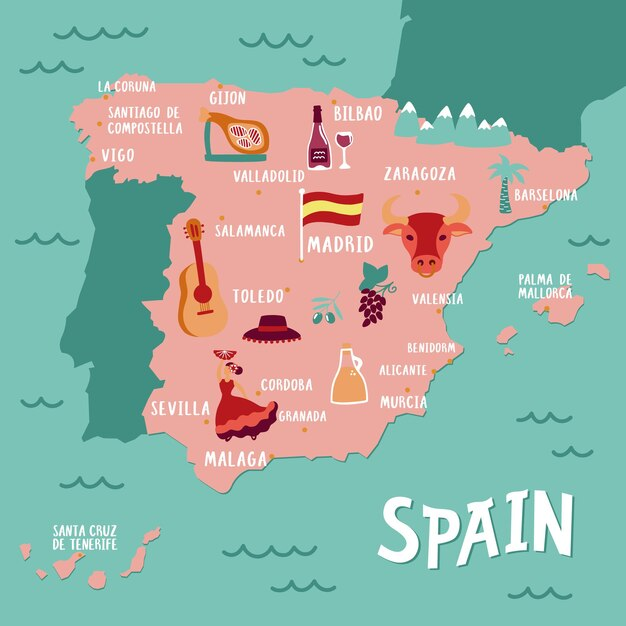 LA CORUNA
GIJON
BILBAO
SANTIAGO DE
COMPOSTELLA
VIGO
VALLADOLID
ZARAGOZA
BARSELONA
SALAMANCA
MADRID
TOLEDO
VALENSIA
PALMA DE
MALLORCA
BENIDORM
ALICANTE
CORDOBA
MURCIA
SEVILLA
GRANADA
MALAGA
SANTA CRUZ
DE TENERIFE
SPAIN